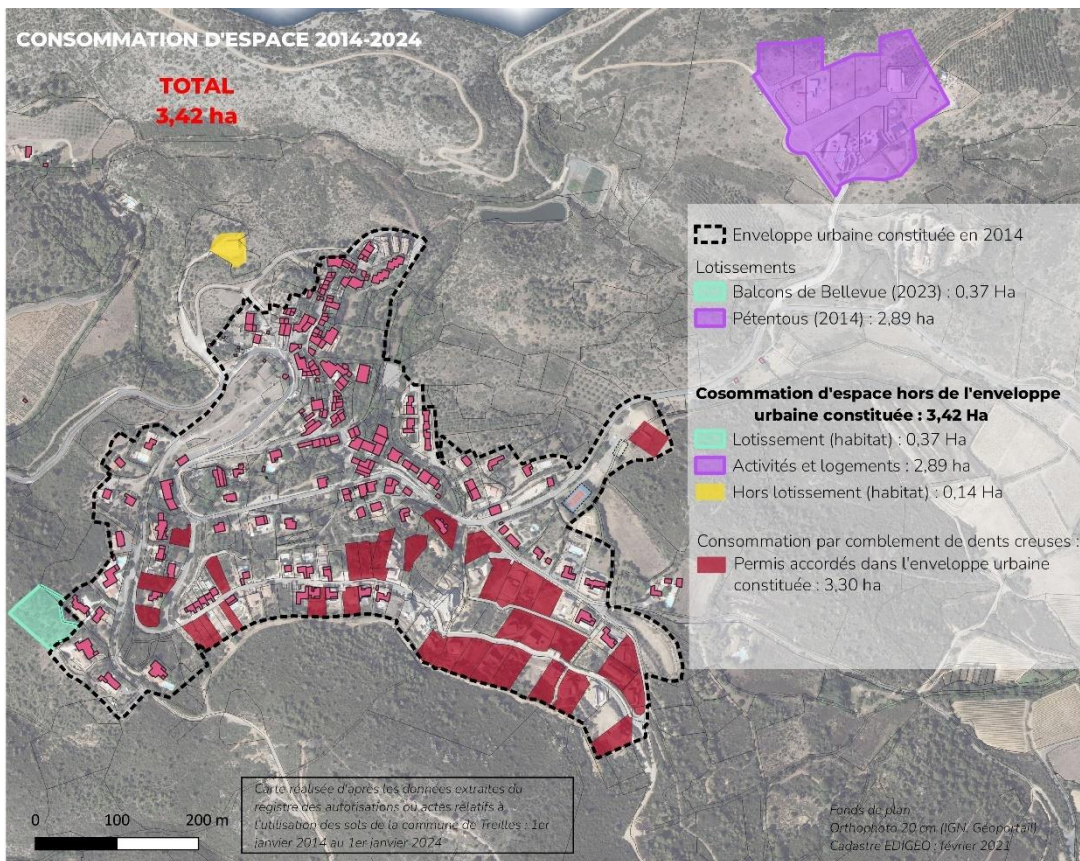 CONSOMMATION D'ESPACE 2014-2024
TOTAL
3,42 ha
Enveloppe urbaine constituée en 2014
Lotissements
Balcons de Bellevue (2023) : 0,37 Ha
Pétentous (2014) : 2,89 ha
Cosommation d'espace hors de l'enveloppe
urbaine constituée : 3,42 Ha
Lotissement (habitat) : 0,37 Ha
Activités et logements : 2,89 ha
Hors lotissement (habitat) : 0,14 Ha
Consommation par comblement de dents creuses :
Permis accordés dans l'enveloppe urbaine
constituée : 3,30 ha
Carte réalisée d'après les données extraites du
registre des autorisations ou actes rélatifs à
l'utilisation des sols de la commune de Treilles : 1er
janvier 2014 au 1er janvier 2024
0 100 200 m
Fonds de plan
Orthophoto 20 cm (IGN, Géoportail)
Cadastre EDIGEO : février 2021